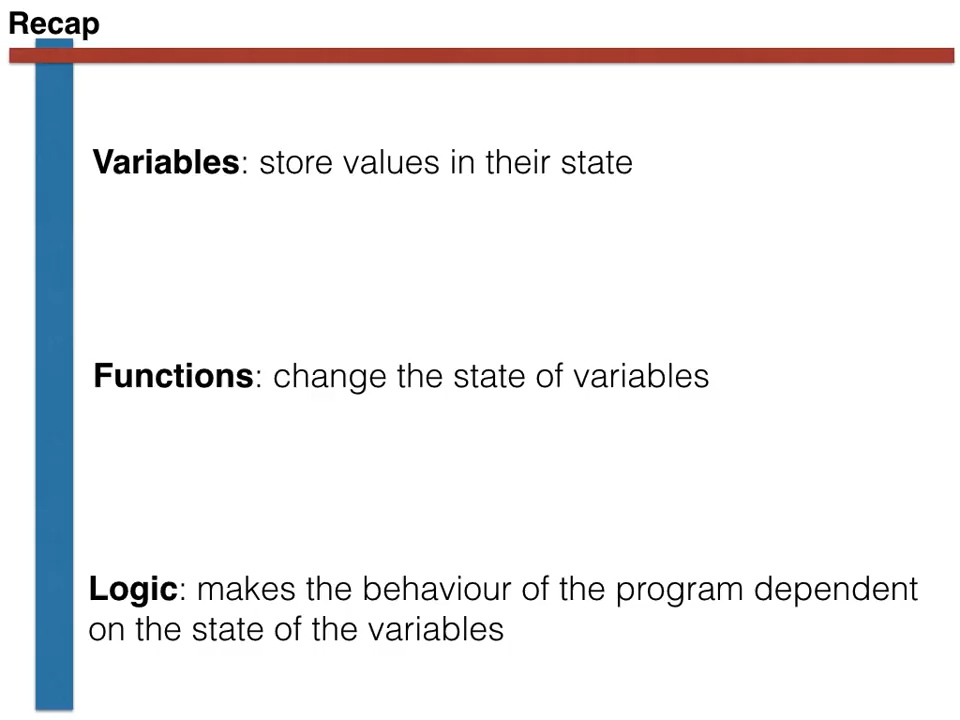 Recap
Variables: store values in their state
Functions: change the state of variables
Logic: makes the behaviour of the program dependent
on the state of the variables